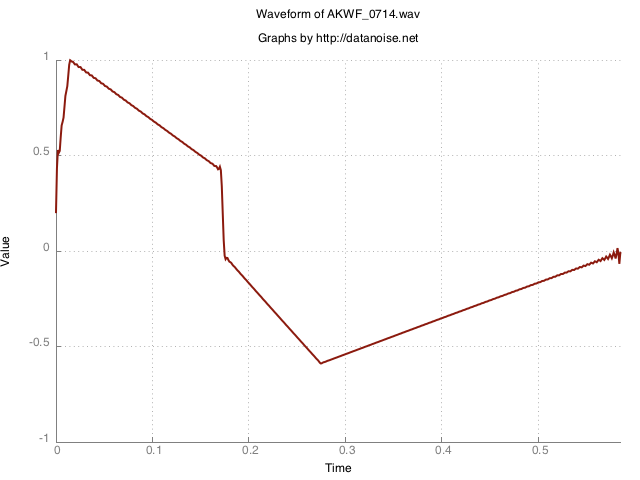 Waveform of AKWF_0714.wav
Graphs by http://datanoise.net
1
0.5
0
-0.5
-1
Value
0 0.1 0.2 0.3 0.4 0.5
Time